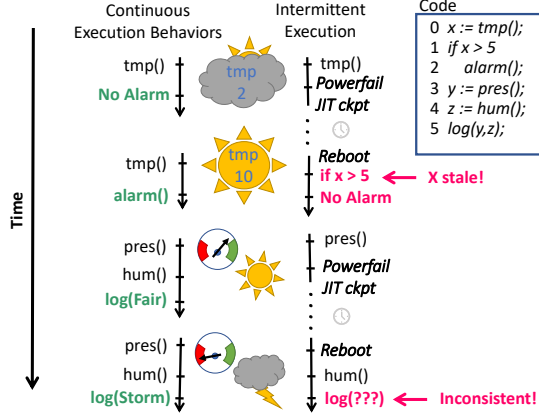 Continuous
Execution Behaviors
Intermittent
Execution
Code
0 x := tmp();
1 if x > 5
2 alarm();
3 y := pres();
4 z := hum();
5 log(y,z);
Time
tmp()
No Alarm
tmp
2
tmp()
Powerfail
JIT ckpt
tmp()
alarm()
tmp
10
Reboot
if x > 5
X stale!
No Alarm
pres()
hum()
log(Fair)
pres()
Powerfail
JIT ckpt
pres()
hum()
log(Storm)
Reboot
hum()
log(???)
Inconsistent!